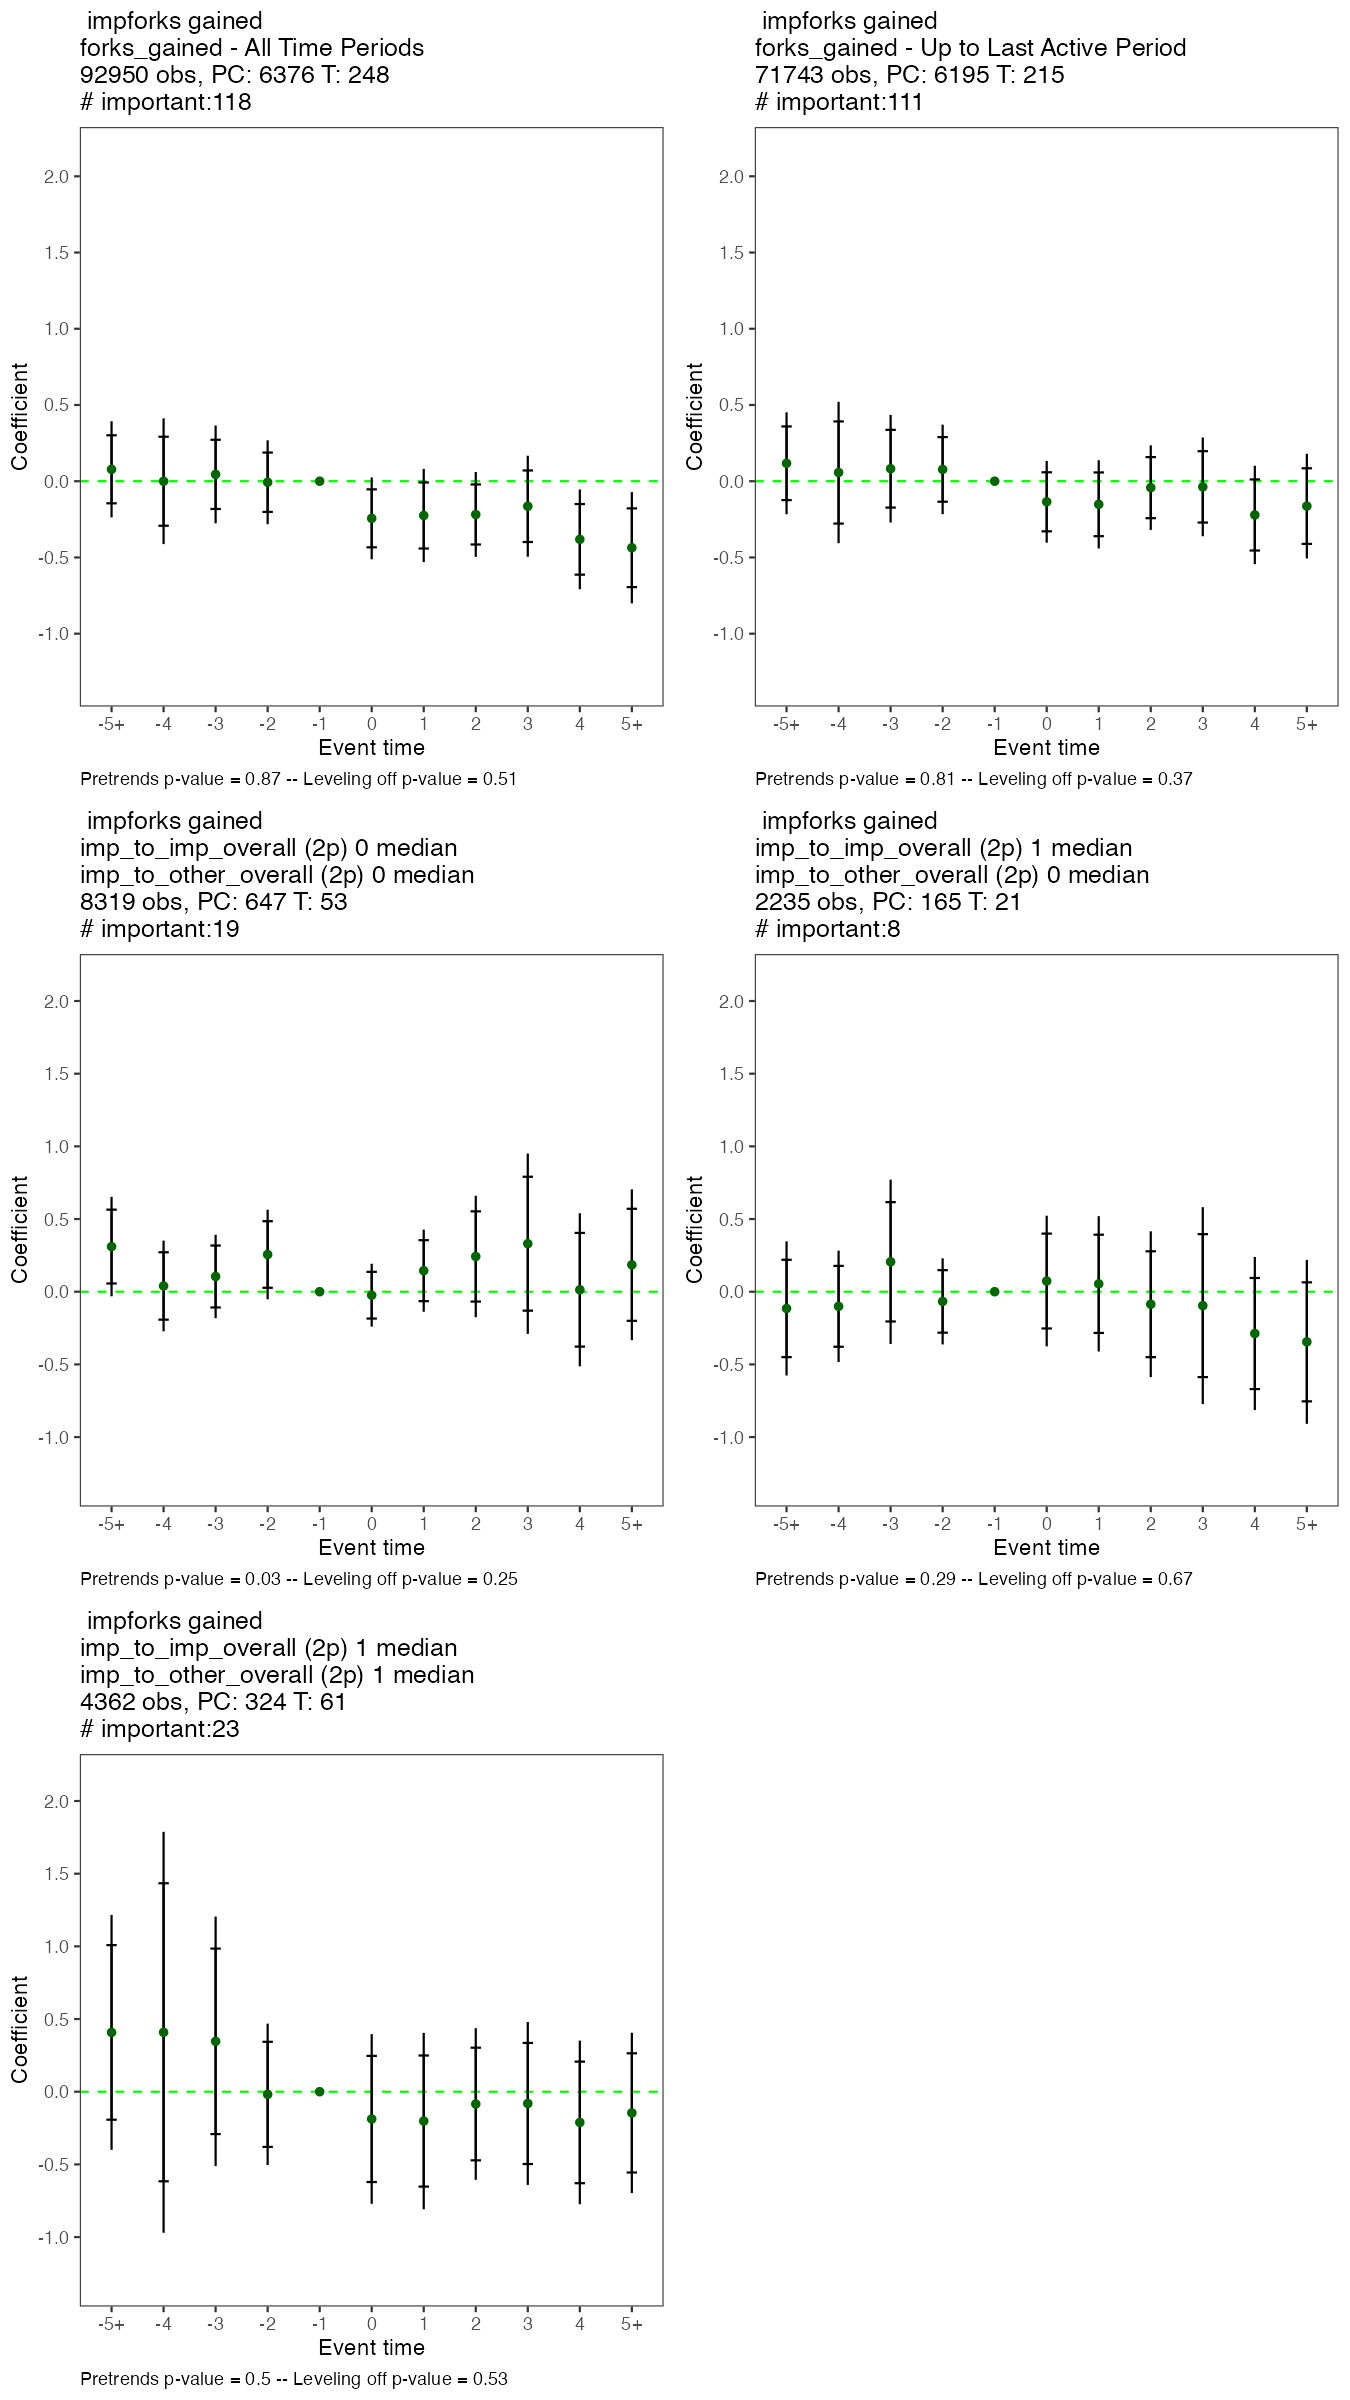 impforks gained
forks_gained - All Time Periods
92950 obs, PC: 6376 T: 248
# important:118
2.0
1.5
1.0
0.5
0.0
-0.5
-1.0
Coefficient
-5+ -4 -3 -2 -1 0 1 2 3 4 5+
Event time
Pretrends p-value = 0.87 -- Leveling off p-value = 0.51
impforks gained
forks_gained - Up to Last Active Period
71743 obs, PC: 6195 T: 215
# important:111
2.0
1.5
1.0
0.5
0.0
-0.5
-1.0
Coefficient
-5+ -4 -3 -2 -1 0 1 2 3 4 5+
Event time
Pretrends p-value = 0.81 -- Leveling off p-value = 0.37
impforks gained
imp_to_imp_overall (2p) 0 median
imp_to_other_overall (2p) 0 median
8319 obs, PC: 647 T: 53
# important:19
2.0
1.5
1.0
0.5
0.0
-0.5
-1.0
Coefficient
-5+ -4 -3 -2 -1 0 1 2 3 4 5+
Event time
Pretrends p-value = 0.03 -- Leveling off p-value = 0.25
impforks gained
imp_to_imp_overall (2p) 1 median
imp_to_other_overall (2p) 0 median
2235 obs, PC: 165 T: 21
# important:8
2.0
1.5
1.0
0.5
0.0
-0.5
-1.0
Coefficient
-5+ -4 -3 -2 -1 0 1 2 3 4 5+
Event time
Pretrends p-value = 0.29 -- Leveling off p-value = 0.67
impforks gained
imp_to_imp_overall (2p) 1 median
imp_to_other_overall (2p) 1 median
4362 obs, PC: 324 T: 61
# important:23
2.0
1.5
1.0
0.5
0.0
-0.5
-1.0
Coefficient
-5+ -4 -3 -2 -1 0 1 2 3 4 5+
Event time
Pretrends p-value = 0.5 -- Leveling off p-value = 0.53